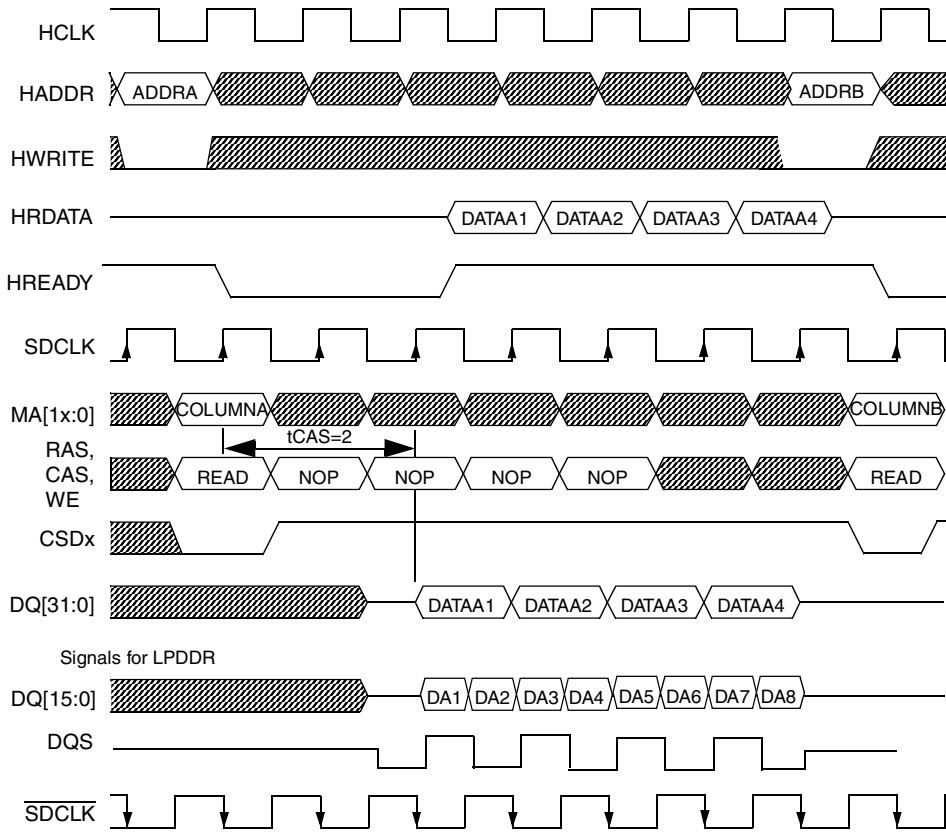 HCLK
HADDR ADDRA ADDRB
HWRITE
HRDATA DATAA1 DATAA2 DATAA3 DATAA4
HREADY
SDCLK
MA[1x:0] COLUMNA COLUMNB
tCAS=2
RAS,
CAS,
WE
READ NOP NOP NOP NOP READ
CSDx
DQ[31:0] DATAA1 DATAA2 DATAA3 DATAA4
Signals for LPDDR
DQ[15:0] DA1 DA2 DA3 DA4 DA5 DA6 DA7 DA8
DQS
SDCLK